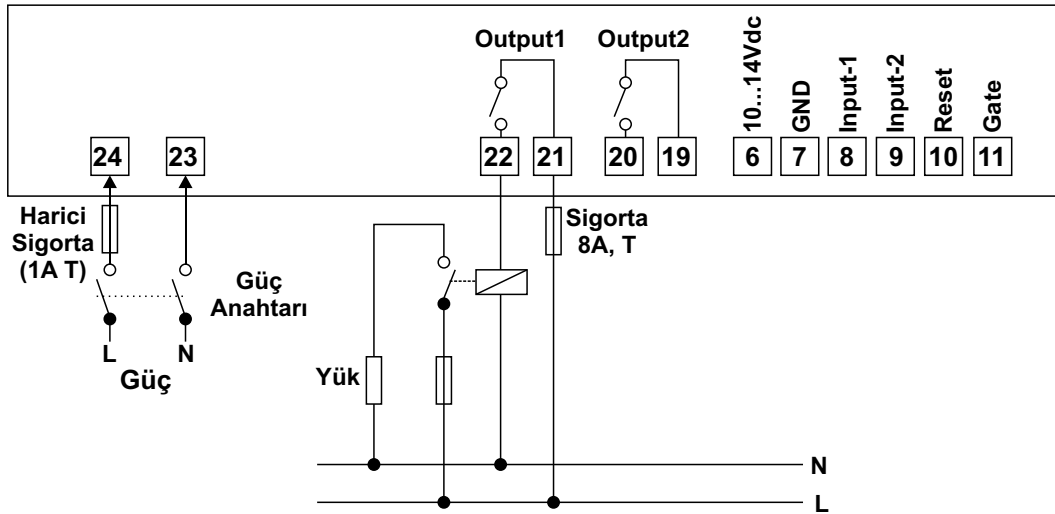 Output1
Output2
10...14Vdc
GND
Input-1
Input-2
Reset
Gate
24
23
22
21
20
19
6
7
8
9
10
11
Harici
Sigorta
(1A T)
Güç
Anahtarı
L
N
Güç
Sigorta
8A, T
Yük
N
L